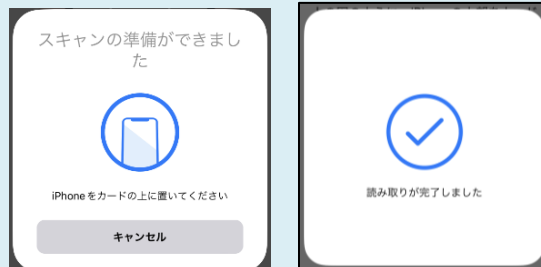 スキャンの準備ができまし
た
iPhoneをカードの上に置いてください
キャンセル
読み取りが完了しました